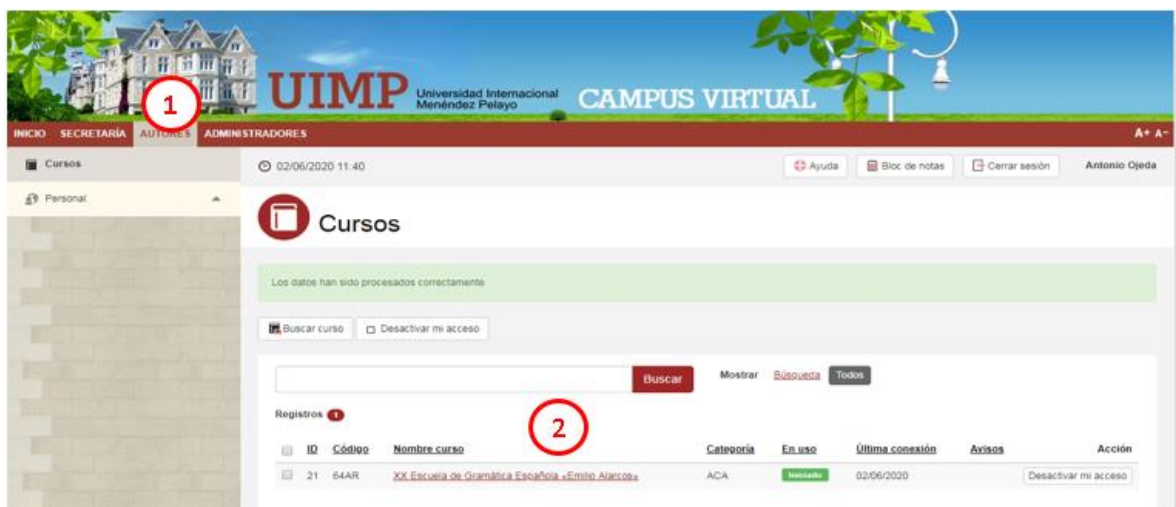 1
UIMP Universidad Internacional Menéndez Pelayo CAMPUS VIRTUAL
INICIO SECRETARÍA AUTORES ADMINISTRADORES A+ A-
Cursos 02/06/2020 11:40 Ayuda Bloc de notas Cerrar sesión Antonio Ojeda
Personal
Cursos
Los datos han sido procesados correctamente
Buscar curso Desactivar mi acceso
Buscar Mostrar Búsqueda Todos
Registros 1
2
ID Código Nombre curso Categoría En uso Última conexión Avisos Acción
21 64AR XX Escuela de Gramática Española «Emilio Alarcos» ACA Iniciado 02/06/2020 Desactivar mi acceso